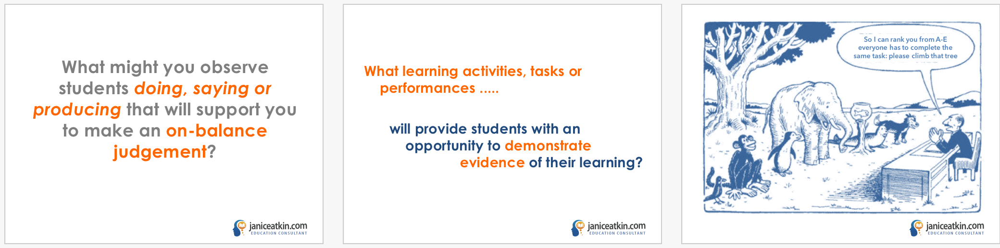 What might you observe
students doing, saying or
producing that will support you
to make an on-balance
judgement?
janiceatkin.com
EDUCATION CONSULTANT
What learning activities, tasks or
performances .....
will provide students with an
opportunity to demonstrate
evidence of their learning?
janiceatkin.com
EDUCATION CONSULTANT
So I can rank you from A-E
everyone has to complete the
same task: please climb that tree
janiceatkin.com
EDUCATION CONSULTANT